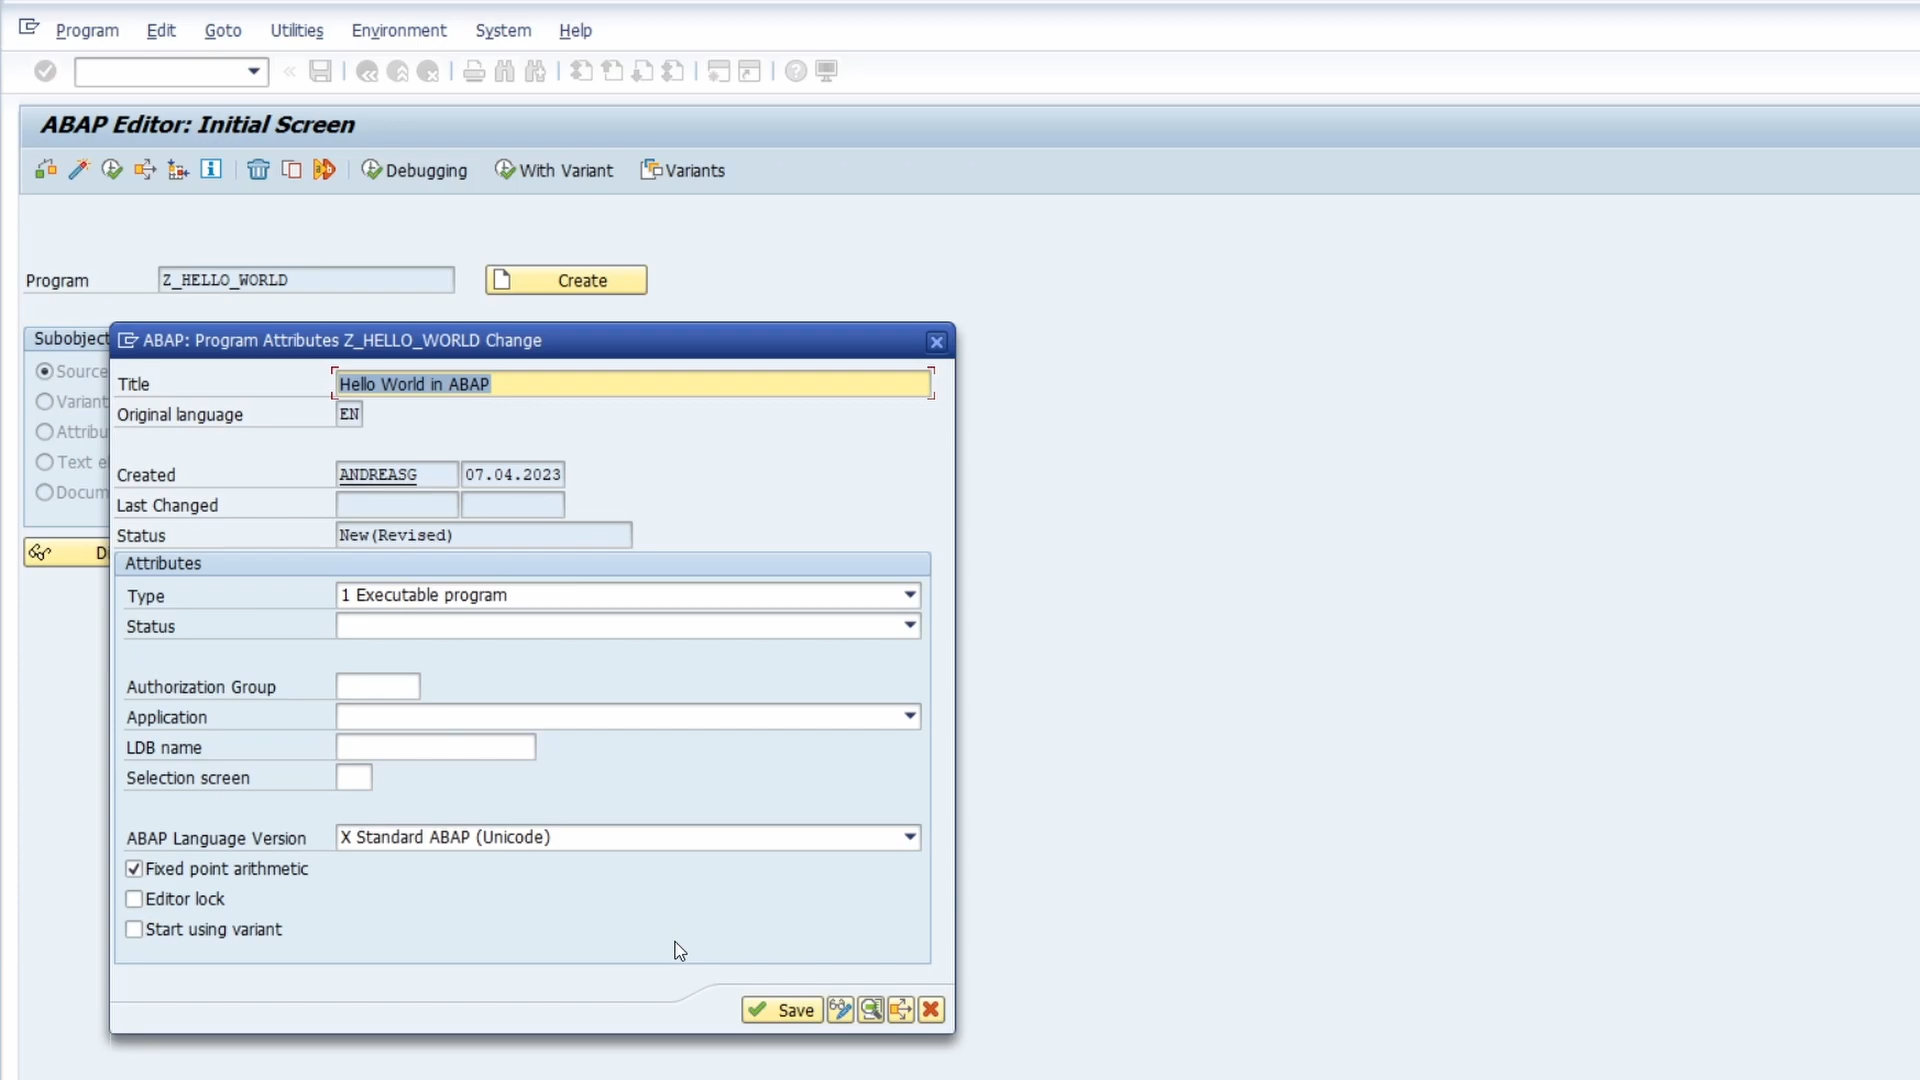 Program Edit Goto Utilities Environment System Help
ABAP Editor: Initial Screen
Debugging With Variant Variants
Program Z_HELLO_WORLD Create
Subobject
Source
Variant
Attribu
Text e
Docum
D
ABAP: Program Attributes Z_HELLO_WORLD Change
Title Hello World in ABAP
Original language EN
Created ANDREASG 07.04.2023
Last Changed
Status New(Revised)
Attributes
Type 1 Executable program
Status
Authorization Group
Application
LDB name
Selection screen
ABAP Language Version X Standard ABAP (Unicode)
Fixed point arithmetic
Editor lock
Start using variant
Save